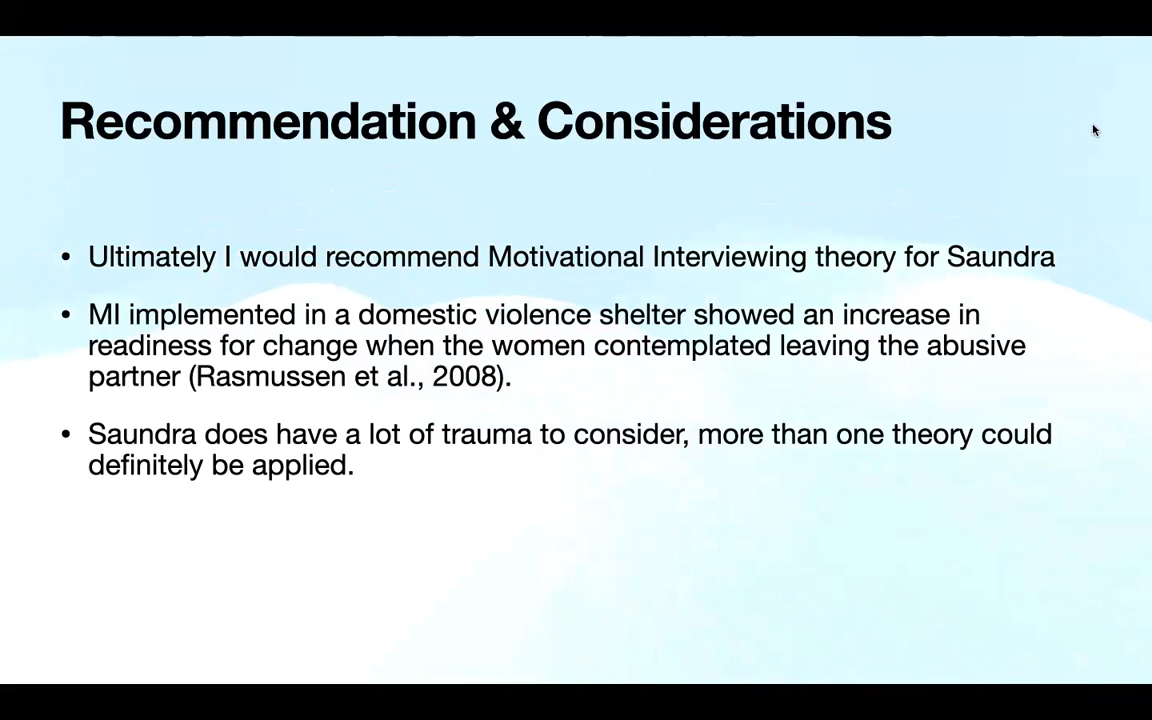 Recommendation & Considerations
• Ultimately I would recommend Motivational Interviewing theory for Saundra
• MI implemented in a domestic violence shelter showed an increase in
readiness for change when the women contemplated leaving the abusive
partner (Rasmussen et al., 2008).
• Saundra does have a lot of trauma to consider, more than one theory could
definitely be applied.